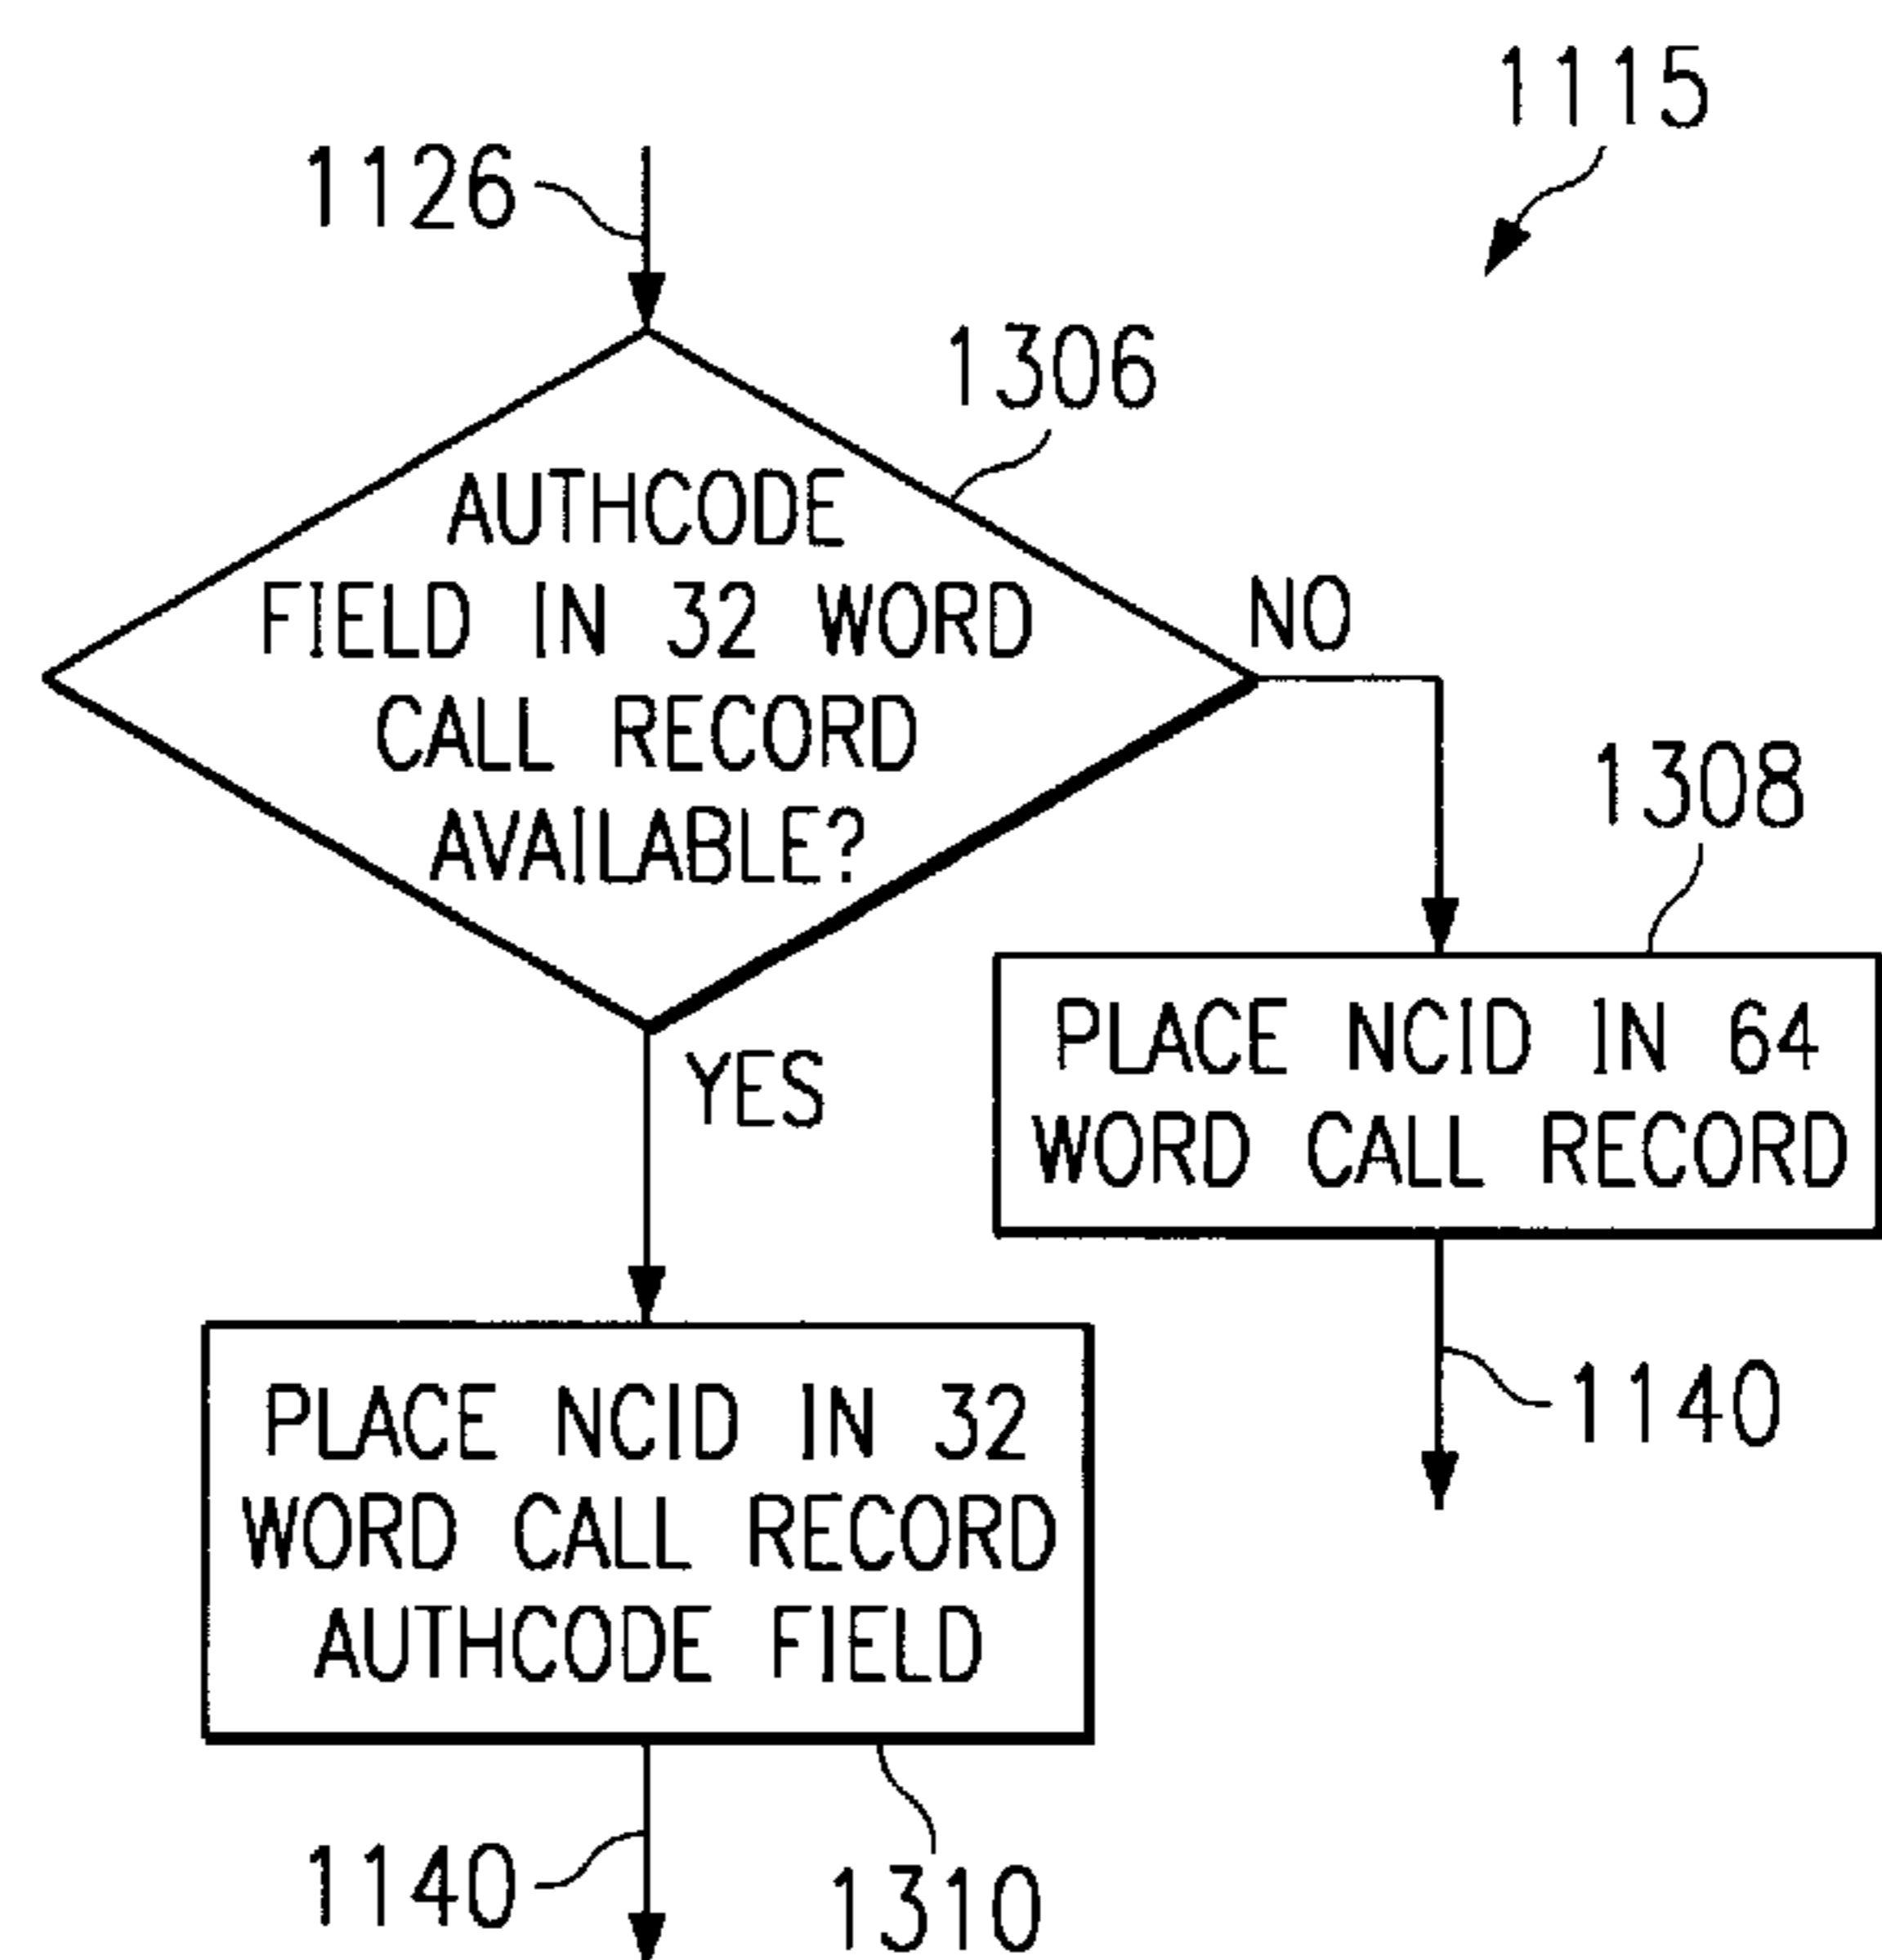 1115
1126
1306
AUTHCODE
FIELD IN 32 WORD
CALL RECORD
AVAILABLE?
NO
1308
YES
PLACE NCID IN 64
WORD CALL RECORD
1140
PLACE NCID IN 32
WORD CALL RECORD
AUTHCODE FIELD
1140
1310